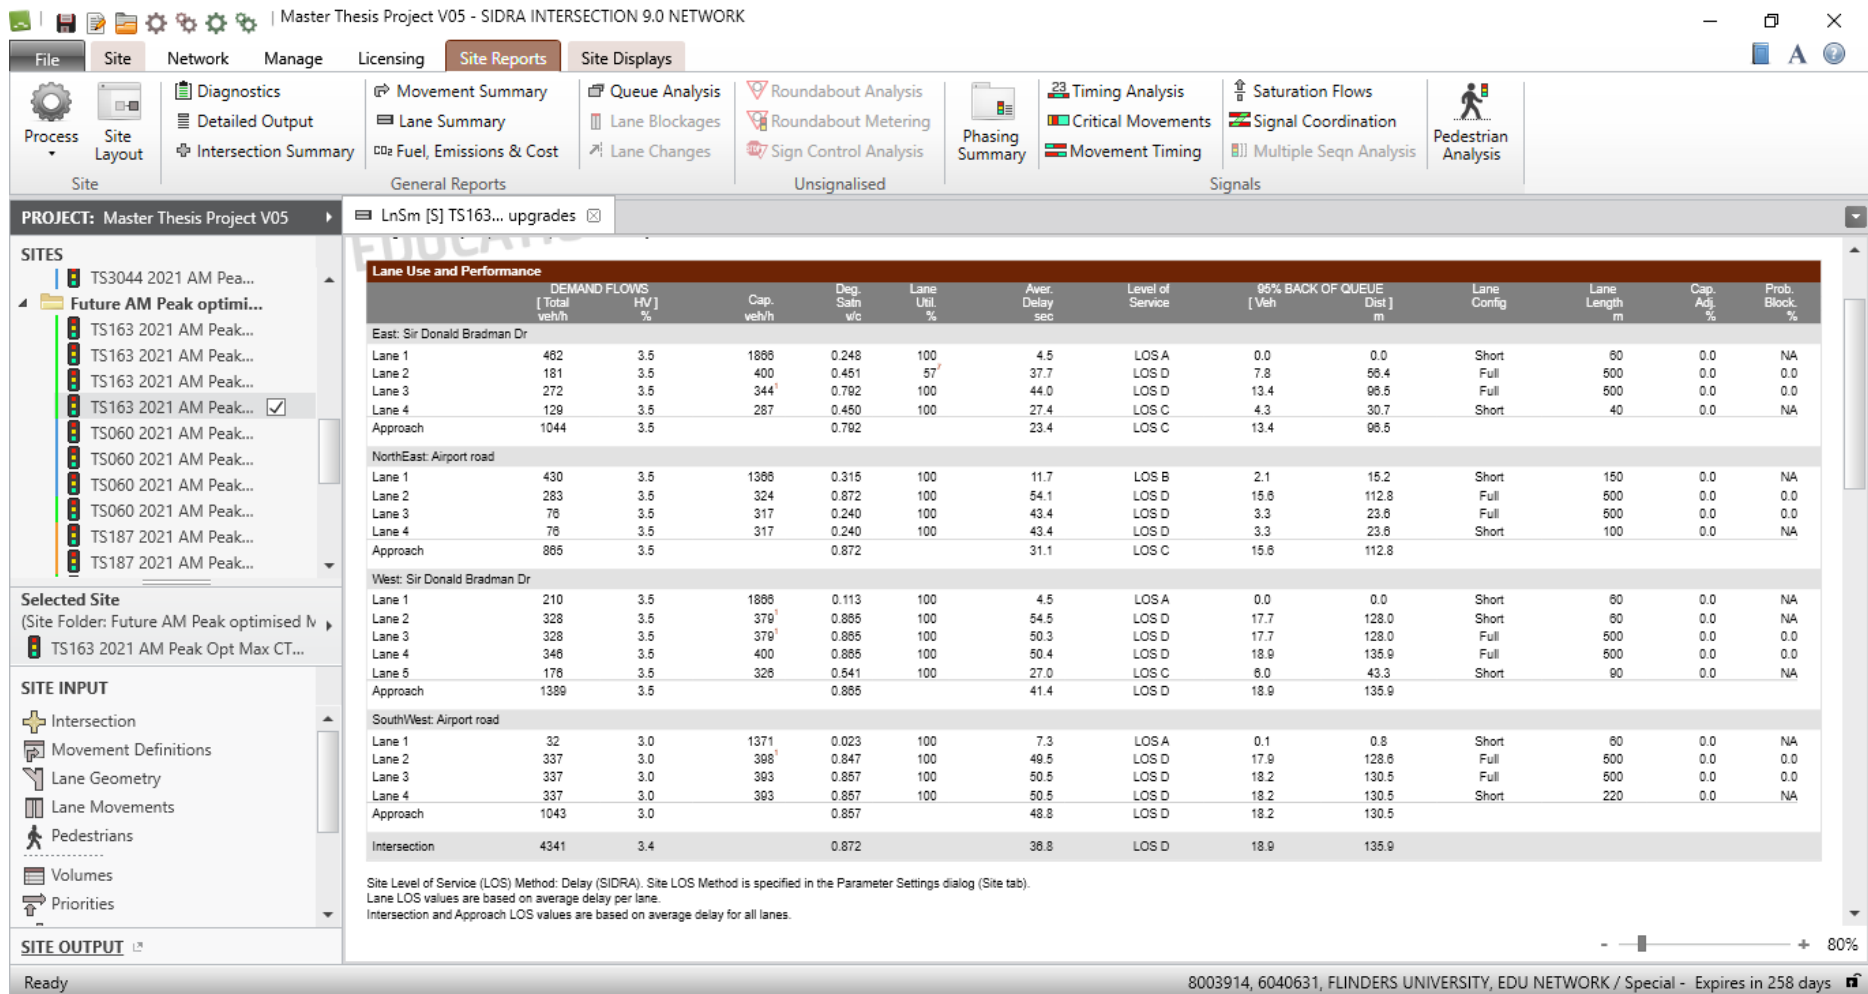 Master Thesis Project V05 - SIDRA INTERSECTION 9.0 NETWORK
File Site Network Manage Licensing Site Reports Site Displays
Process
Site Layout
Site
Diagnostics
Detailed Output
Intersection Summary
Movement Summary
Lane Summary
CO2 Fuel, Emissions & Cost
General Reports
Queue Analysis
Lane Blockages
Lane Changes
Roundabout Analysis
Roundabout Metering
Sign Control Analysis
Unsignalised
Phasing Summary
23 Timing Analysis
Critical Movements
Movement Timing
Saturation Flows
Signal Coordination
Multiple Seqn Analysis
Signals
Pedestrian Analysis
PROJECT: Master Thesis Project V05
LnSm [S] TS163... upgrades
SITES
TS3044 2021 AM Pea...
Future AM Peak optimi...
TS163 2021 AM Peak...
TS163 2021 AM Peak...
TS163 2021 AM Peak...
TS163 2021 AM Peak...
TS060 2021 AM Peak...
TS060 2021 AM Peak...
TS060 2021 AM Peak...
TS060 2021 AM Peak...
TS187 2021 AM Peak...
TS187 2021 AM Peak...
Selected Site
(Site Folder: Future AM Peak optimised M
TS163 2021 AM Peak Opt Max CT...
SITE INPUT
Intersection
Movement Definitions
Lane Geometry
Lane Movements
Pedestrians
Volumes
Priorities
SITE OUTPUT
Lane Use and Performance
DEMAND FLOWS Cap. Deg. Lane Aver. Level of 95% BACK OF QUEUE Lane Lane Cap. Prob.
[ Total HV ] Satn Util. Delay Service [ Veh Dist ] Config Length Adj. Block.
veh/h % veh/h v/c % sec m m % %
East: Sir Donald Bradman Dr
Lane 1 462 3.5 1866 0.248 100 4.5 LOS A 0.0 0.0 Short 60 0.0 NA
Lane 2 181 3.5 400 0.451 57 7 37.7 LOS D 7.8 56.4 Full 500 0.0 0.0
Lane 3 272 3.5 344 1 0.792 100 44.0 LOS D 13.4 96.5 Full 500 0.0 0.0
Lane 4 129 3.5 287 0.450 100 27.4 LOS C 4.3 30.7 Short 40 0.0 NA
Approach 1044 3.5 0.792 23.4 LOS C 13.4 96.5
NorthEast: Airport road
Lane 1 430 3.5 1366 0.315 100 11.7 LOS B 2.1 15.2 Short 150 0.0 NA
Lane 2 283 3.5 324 0.872 100 54.1 LOS D 15.6 112.8 Full 500 0.0 0.0
Lane 3 76 3.5 317 0.240 100 43.4 LOS D 3.3 23.6 Full 500 0.0 0.0
Lane 4 76 3.5 317 0.240 100 43.4 LOS D 3.3 23.6 Short 100 0.0 NA
Approach 865 3.5 0.872 31.1 LOS C 15.6 112.8
West: Sir Donald Bradman Dr
Lane 1 210 3.5 1866 0.113 100 4.5 LOS A 0.0 0.0 Short 60 0.0 NA
Lane 2 328 3.5 379 1 0.865 100 54.5 LOS D 17.7 128.0 Short 60 0.0 NA
Lane 3 328 3.5 379 1 0.865 100 50.3 LOS D 17.7 128.0 Full 500 0.0 0.0
Lane 4 346 3.5 400 0.865 100 50.4 LOS D 18.9 135.9 Full 500 0.0 0.0
Lane 5 176 3.5 326 0.541 100 27.0 LOS C 6.0 43.3 Short 90 0.0 NA
Approach 1389 3.5 0.865 41.4 LOS D 18.9 135.9
SouthWest: Airport road
Lane 1 32 3.0 1371 0.023 100 7.3 LOS A 0.1 0.8 Short 60 0.0 NA
Lane 2 337 3.0 398 1 0.847 100 49.5 LOS D 17.9 128.6 Full 500 0.0 0.0
Lane 3 337 3.0 393 0.857 100 50.5 LOS D 18.2 130.5 Full 500 0.0 0.0
Lane 4 337 3.0 393 0.857 100 50.5 LOS D 18.2 130.5 Short 220 0.0 NA
Approach 1043 3.0 0.857 48.8 LOS D 18.2 130.5
Intersection 4341 3.4 0.872 36.8 LOS D 18.9 135.9
Site Level of Service (LOS) Method: Delay (SIDRA). Site LOS Method is specified in the Parameter Settings dialog (Site tab).
Lane LOS values are based on average delay per lane.
Intersection and Approach LOS values are based on average delay for all lanes.
80%
Ready
8003914, 6040631, FLINDERS UNIVERSITY, EDU NETWORK / Special - Expires in 258 days